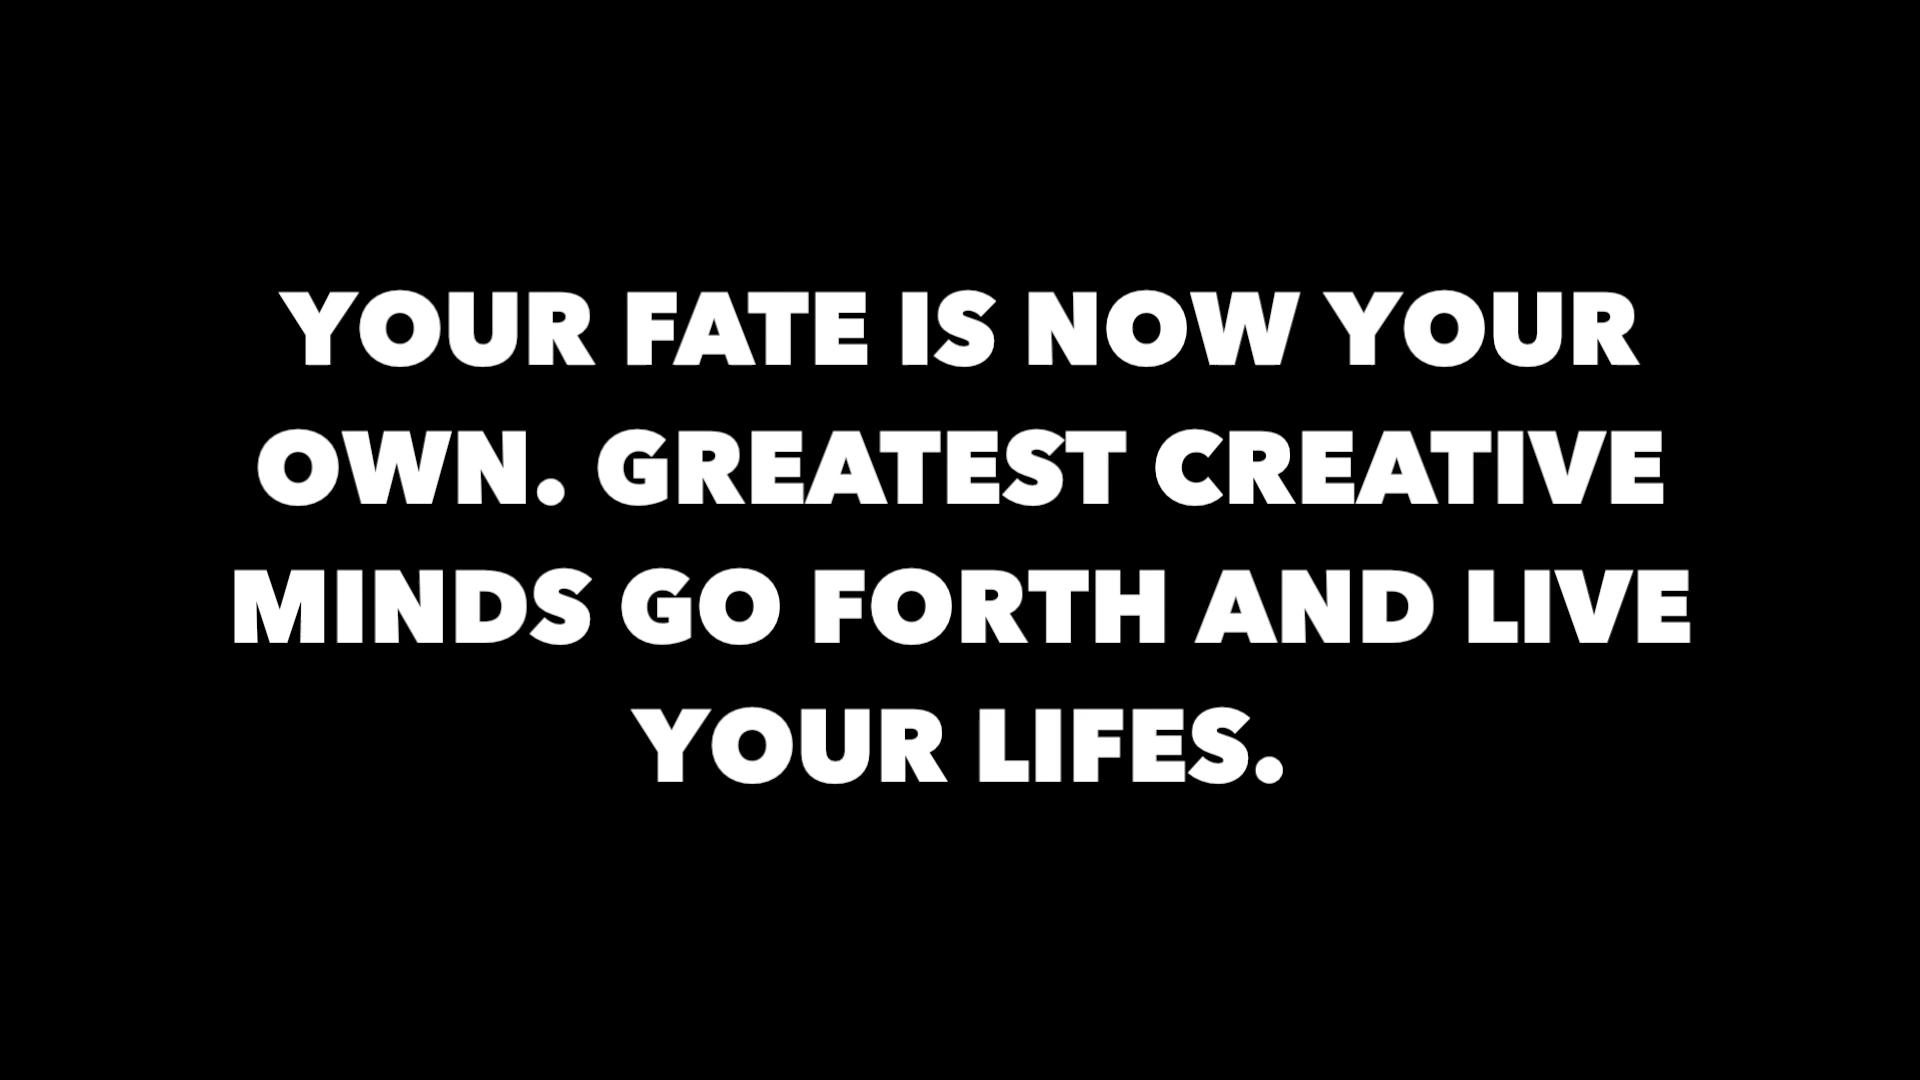 YOUR FATE IS NOW YOUR
OWN. GREATEST CREATIVE
MINDS GO FORTH AND LIVE
YOUR LIFES.